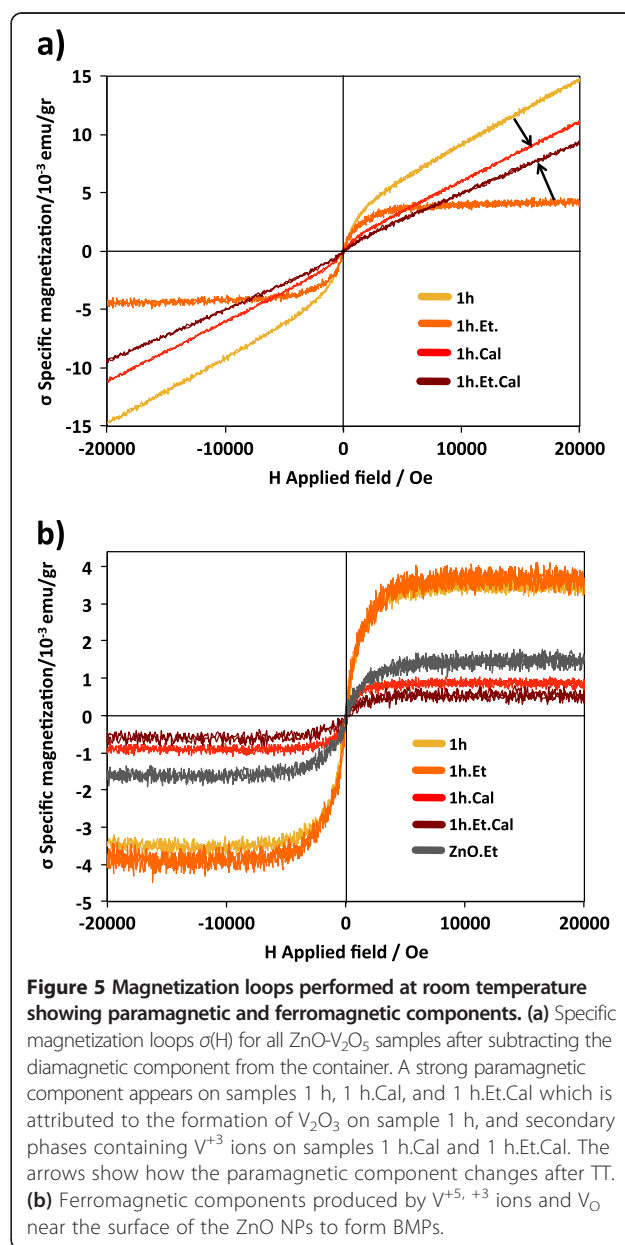 a)
σ Specific magnetization/10⁻³ emu/gr
15
10
5
0
-5
-10
-15
1h
1h.Et.
1h.Cal
1h.Et.Cal
-20000 -10000 0 10000 20000
H Applied field / Oe
b)
σ Specific magnetization/10⁻³ emu/gr
4
3
2
1
0
-1
-2
-3
-4
-5
1h
1h.Et
1h.Cal
1h.Et.Cal
ZnO.Et
-20000 -10000 0 10000 20000
H Applied field / Oe
Figure 5 Magnetization loops performed at room temperature
showing paramagnetic and ferromagnetic components. (a) Specific
magnetization loops σ(H) for all ZnO-V₂O₅ samples after subtracting the
diamagnetic component from the container. A strong paramagnetic
component appears on samples 1 h, 1 h.Cal, and 1 h.Et.Cal which is
attributed to the formation of V₂O₃ on sample 1 h, and secondary
phases containing V⁺³ ions on samples 1 h.Cal and 1 h.Et.Cal. The
arrows show how the paramagnetic component changes after TT.
(b) Ferromagnetic components produced by V⁺⁵, ⁺³ ions and V_O
near the surface of the ZnO NPs to form BMPs.